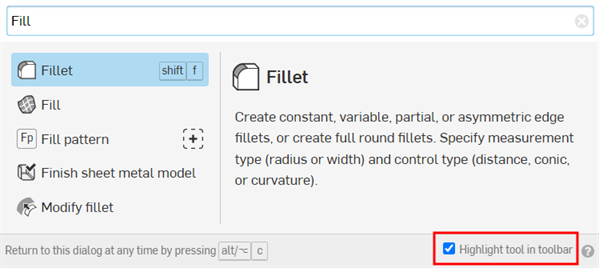 Fill
Fillet shift f
Fill
Fp Fill pattern
Finish sheet metal model
Modify fillet
Fillet
Create constant, variable, partial, or asymmetric edge
fillets, or create full round fillets. Specify measurement
type (radius or width) and control type (distance, conic,
or curvature).
Return to this dialog at any time by pressing alt/⌥ c
Highlight tool in toolbar ?